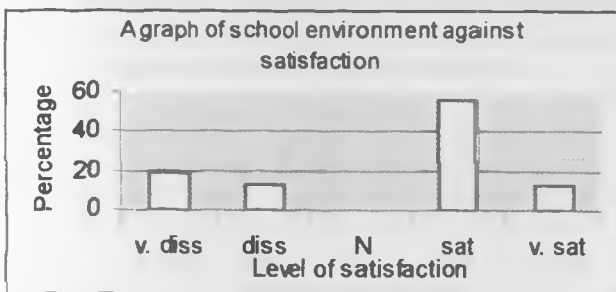 A graph of school environment against
satisfaction
Percentage
60
40
20
0
v. diss diss N sat v. sat
Level of satisfaction